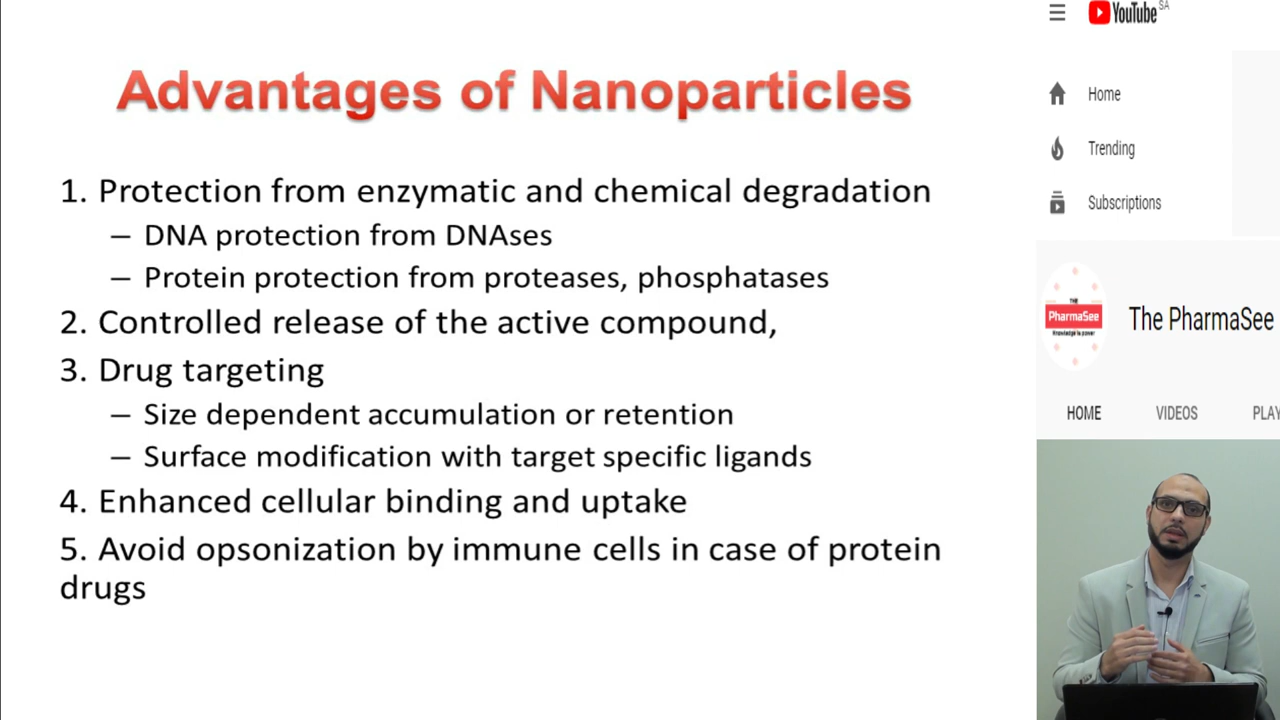 Advantages of Nanoparticles
1. Protection from enzymatic and chemical degradation
– DNA protection from DNAses
– Protein protection from proteases, phosphatases
2. Controlled release of the active compound,
3. Drug targeting
– Size dependent accumulation or retention
– Surface modification with target specific ligands
4. Enhanced cellular binding and uptake
5. Avoid opsonization by immune cells in case of protein
drugs
YouTube SA
Home
Trending
Subscriptions
THE
PharmaSee
Knowledge is power
The PharmaSee
HOME VIDEOS PLAY